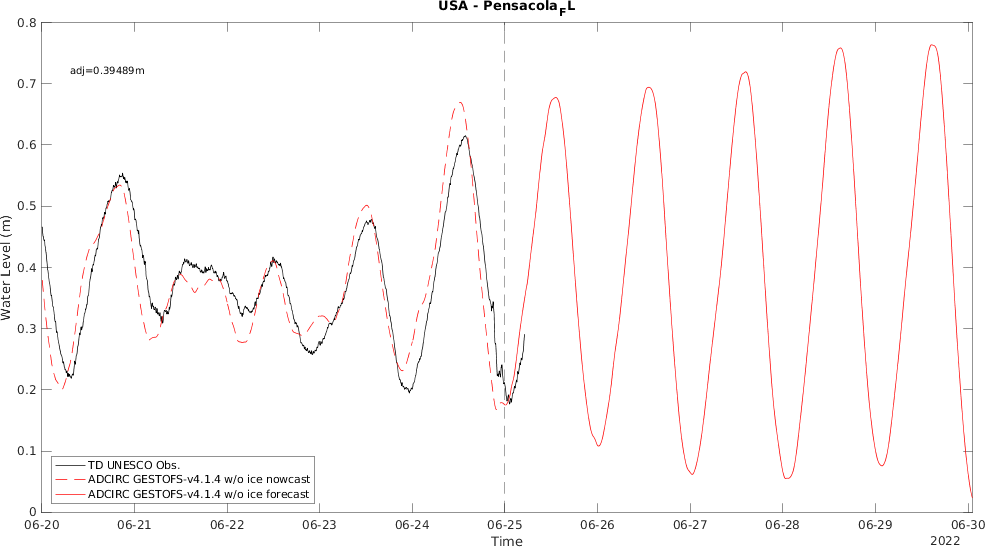 USA - Pensacola_FL
adj=0.39489m
Water Level (m)
0.8
0.7
0.6
0.5
0.4
0.3
0.2
0.1
0
TD UNESCO Obs.
ADCIRC GESTOFS-v4.1.4 w/o ice nowcast
ADCIRC GESTOFS-v4.1.4 w/o ice forecast
06-20 06-21 06-22 06-23 06-24 06-25 06-26 06-27 06-28 06-29 06-30
Time
2022